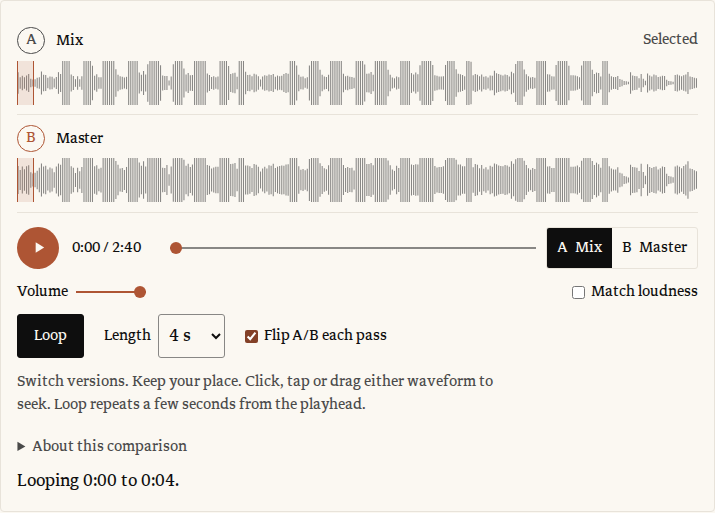 A Mix Selected
B Master
0:00 / 2:40 A Mix B Master
Volume Match loudness
Loop Length 4 s Flip A/B each pass
Switch versions. Keep your place. Click, tap or drag either waveform to
seek. Loop repeats a few seconds from the playhead.
About this comparison
Looping 0:00 to 0:04.